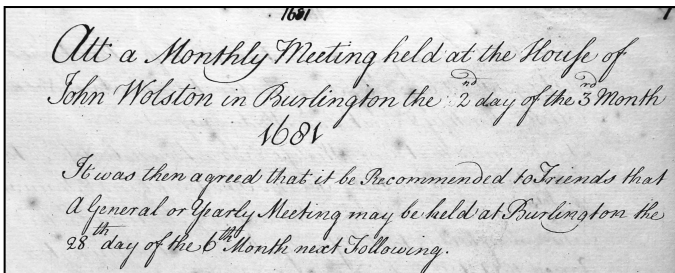 1681
Att a Monthly Meeting held at the House of
John Wolston in Burlington the 2nd day of the 3rd Month
1681
It was then agreed that it be Recommended to Friends that
A General or Yearly Meeting may be held at Burlington the
28th day of the 6th Month next Following.